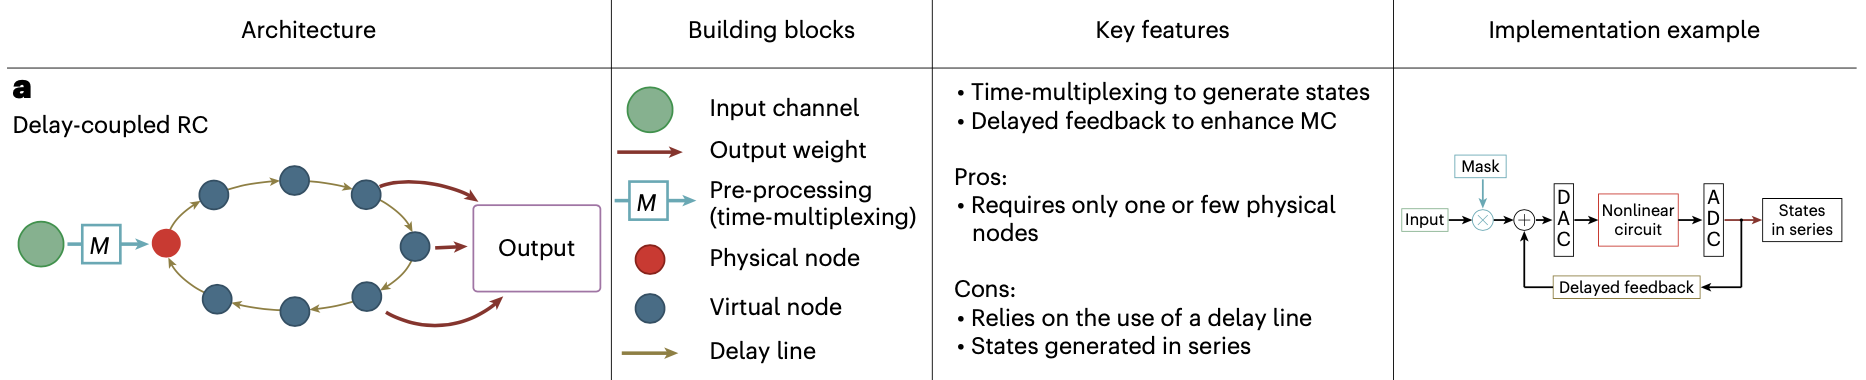 Architecture
Building blocks
Key features
Implementation example
a
Delay-coupled RC
M
Output
Input channel
Output weight
M
Pre-processing
(time-multiplexing)
Physical node
Virtual node
Delay line
• Time-multiplexing to generate states
• Delayed feedback to enhance MC
Pros:
• Requires only one or few physical
nodes
Cons:
• Relies on the use of a delay line
• States generated in series
Mask
Input
DAC
Nonlinear
circuit
ADC
States
in series
Delayed feedback